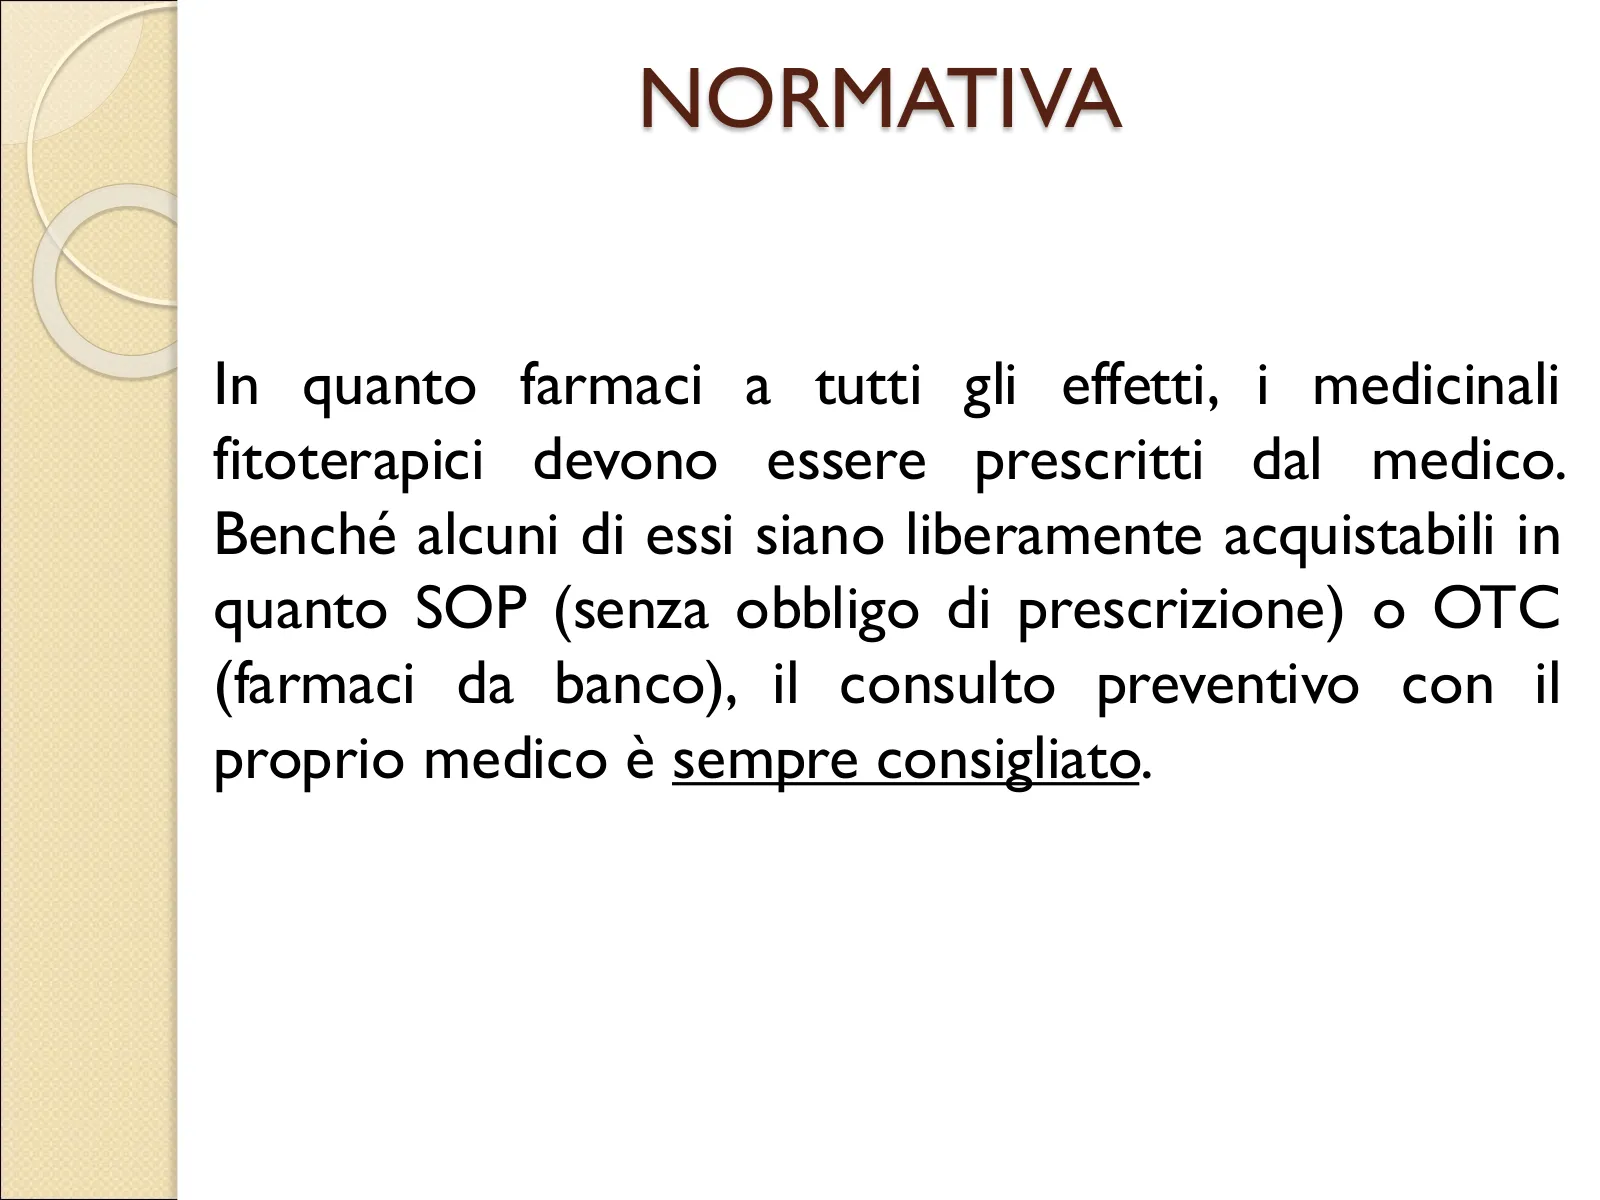 NORMATIVA
In quanto farmaci a tutti gli effetti, i medicinali
fitoterapici devono essere prescritti dal medico.
Benché alcuni di essi siano liberamente acquistabili in
quanto SOP (senza obbligo di prescrizione) o OTC
(farmaci da banco), il consulto preventivo con il
proprio medico è sempre consigliato.